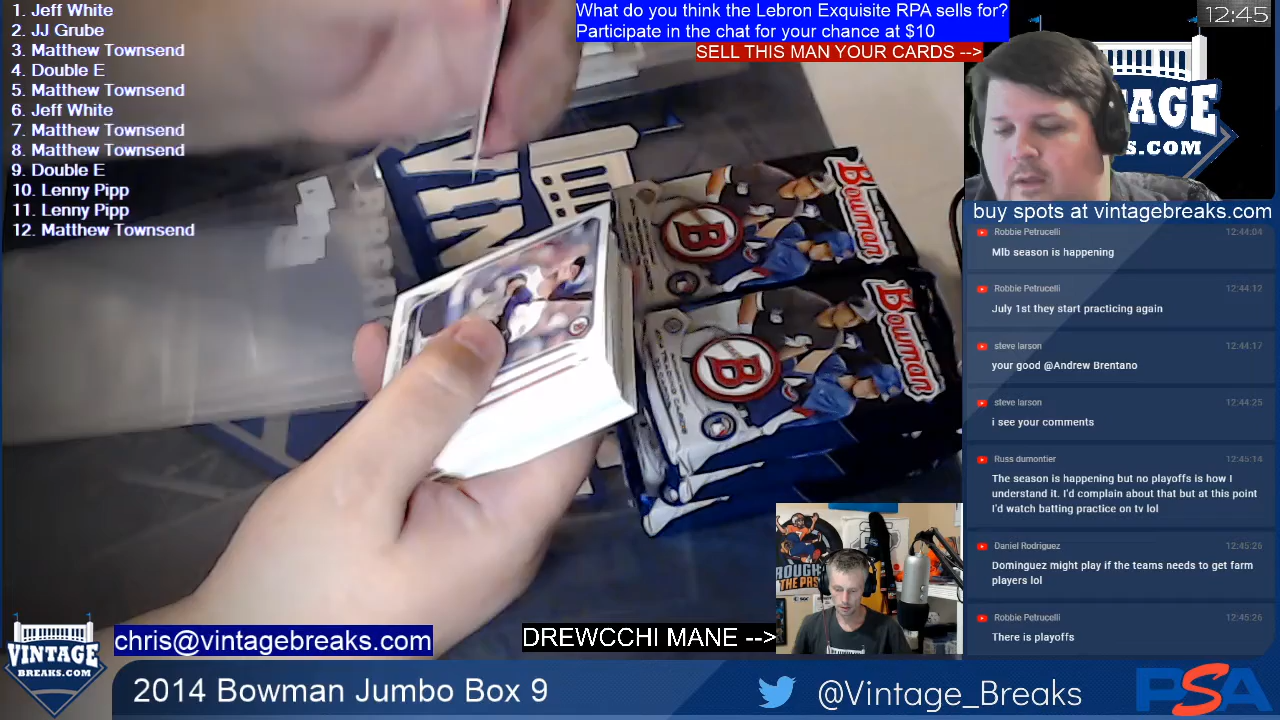 1. Jeff White
2. JJ Grube
3. Matthew Townsend
4. Double E
5. Matthew Townsend
6. Jeff White
7. Matthew Townsend
8. Matthew Townsend
9. Double E
10. Lenny Pipp
11. Lenny Pipp
12. Matthew Townsend
What do you think the Lebron Exquisite RPA sells for?
Participate in the chat for your chance at $10
SELL THIS MAN YOUR CARDS -->
12:45
TAGE
KS.COM
buy spots at vintagebreaks.com
Robbie Petrucelli 12:44:04
Mlb season is happening
Robbie Petrucelli 12:44:12
July 1st they start practicing again
steve larson 12:44:17
your good @Andrew Brentano
steve larson 12:44:25
i see your comments
Russ dumontier 12:45:14
The season is happening but no playoffs is how I
understand it. I'd complain about that but at this point
I'd watch batting practice on tv lol
Daniel Rodriguez 12:45:26
Dominguez might play if the teams needs to get farm
players lol
Robbie Petrucelli 12:45:26
There is playoffs
VIN
Bowman
B
Bowman
B
ROUGH
THE PAS
DREWCCHI MANE -->
chris@vintagebreaks.com
VINTAGE
BREAKS.COM
2014 Bowman Jumbo Box 9
@Vintage_Breaks
PSA